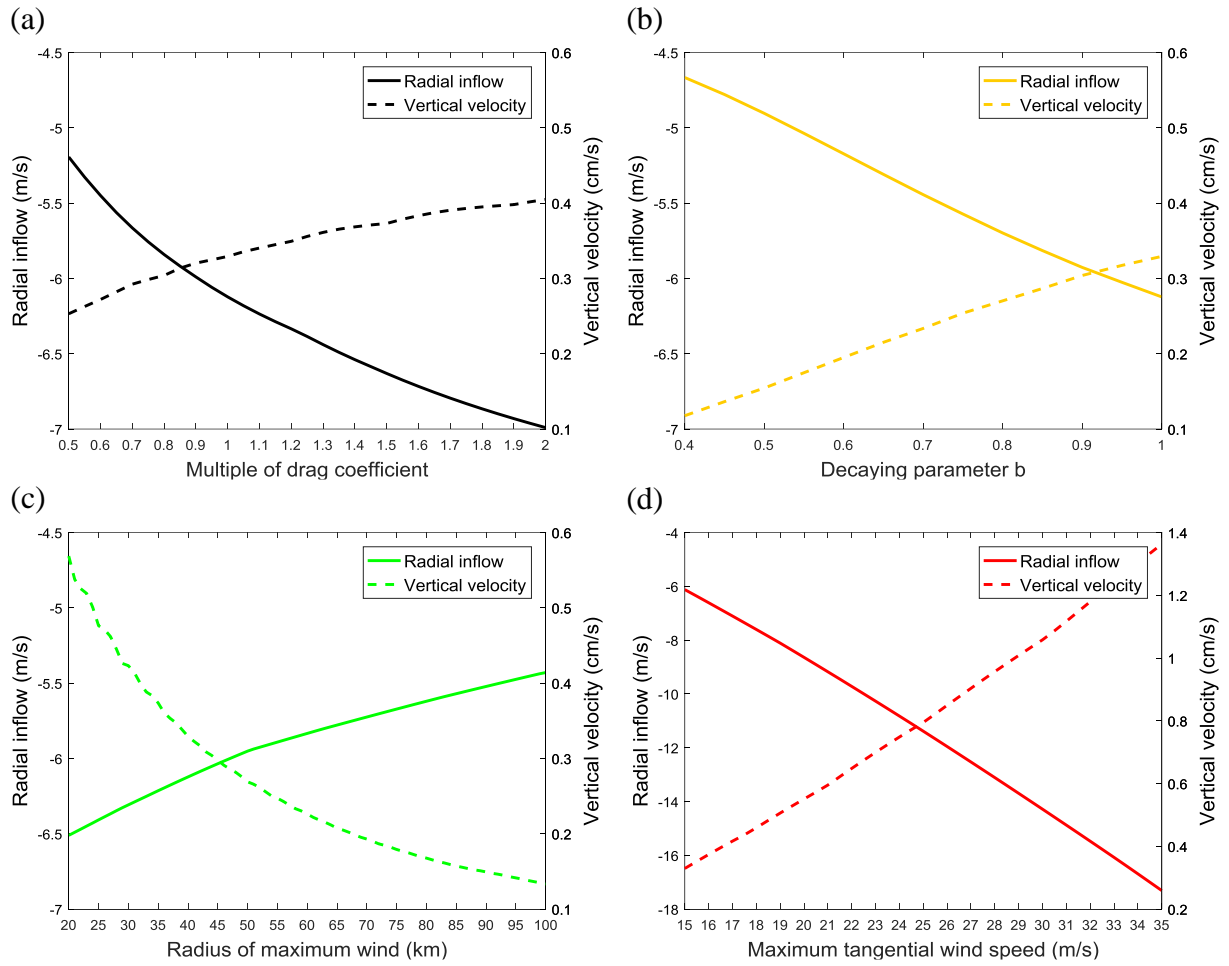 (a)
-4.5
-5
-5.5
-6
-6.5
-7
Radial inflow (m/s)
0.6
0.5
0.4
0.3
0.2
0.1
Vertical velocity (cm/s)
Radial inflow
Vertical velocity
0.5 0.6 0.7 0.8 0.9 1 1.1 1.2 1.3 1.4 1.5 1.6 1.7 1.8 1.9 2
Multiple of drag coefficient
(b)
-4.5
-5
-5.5
-6
-6.5
-7
Radial inflow (m/s)
0.6
0.5
0.4
0.3
0.2
0.1
Vertical velocity (cm/s)
Radial inflow
Vertical velocity
0.4 0.5 0.6 0.7 0.8 0.9 1
Decaying parameter b
(c)
-4.5
-5
-5.5
-6
-6.5
-7
Radial inflow (m/s)
0.6
0.5
0.4
0.3
0.2
0.1
Vertical velocity (cm/s)
Radial inflow
Vertical velocity
20 25 30 35 40 45 50 55 60 65 70 75 80 85 90 95 100
Radius of maximum wind (km)
(d)
-4
-6
-8
-10
-12
-14
-16
-18
Radial inflow (m/s)
1.4
1.2
1
0.8
0.6
0.4
0.2
Vertical velocity (cm/s)
Radial inflow
Vertical velocity
15 16 17 18 19 20 21 22 23 24 25 26 27 28 29 30 31 32 33 34 35
Maximum tangential wind speed (m/s)